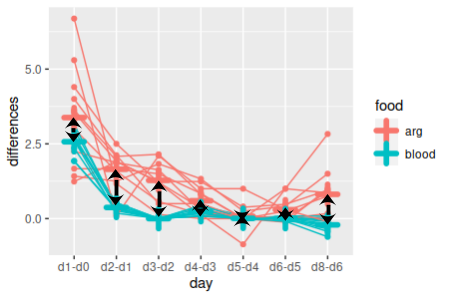 5.0
2.5
0.0
differences
d1-d0 d2-d1 d3-d2 d4-d3 d5-d4 d6-d5 d8-d6
day
food
arg
blood